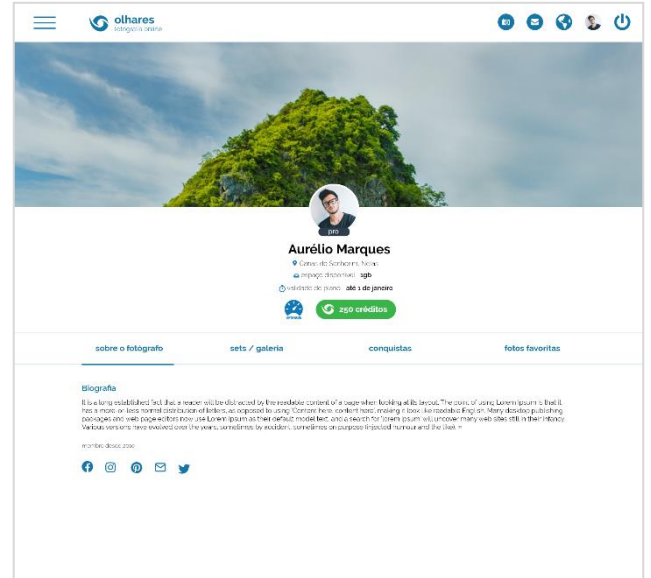 olhares
fotografia online
pro
Aurélio Marques
Canas de Senhorim, Nelas
espaço disponível 1gb
validade do plano até 1 de janeiro
250 créditos
sobre o fotógrafo
sets / galeria
conquistas
fotos favoritas
Biografia
It is a long established fact that a reader will be distracted by the readable content of a page when looking at its layout. The point of using Lorem Ipsum is that it
has a more-or-less normal distribution of letters, as opposed to using 'Content here, content here', making it look like readable English. Many desktop publishing
packages and web page editors now use Lorem Ipsum as their default model text, and a search for 'lorem ipsum' will uncover many web sites still in their infancy.
Various versions have evolved over the years, sometimes by accident, sometimes on purpose (injected humour and the like).
membro desde